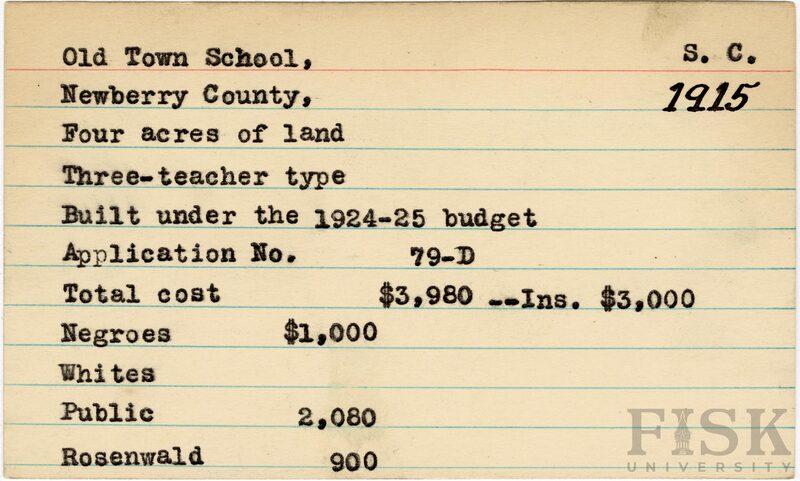 Old Town School, S. C.
Newberry County, 1915
Four acres of land
Three-teacher type
Built under the 1924-25 budget
Application No. 79-D
Total cost $3,980 --Ins. $3,000
Negroes $1,000
Whites
Public 2,080
Rosenwald 900
FISK
UNIVERSITY